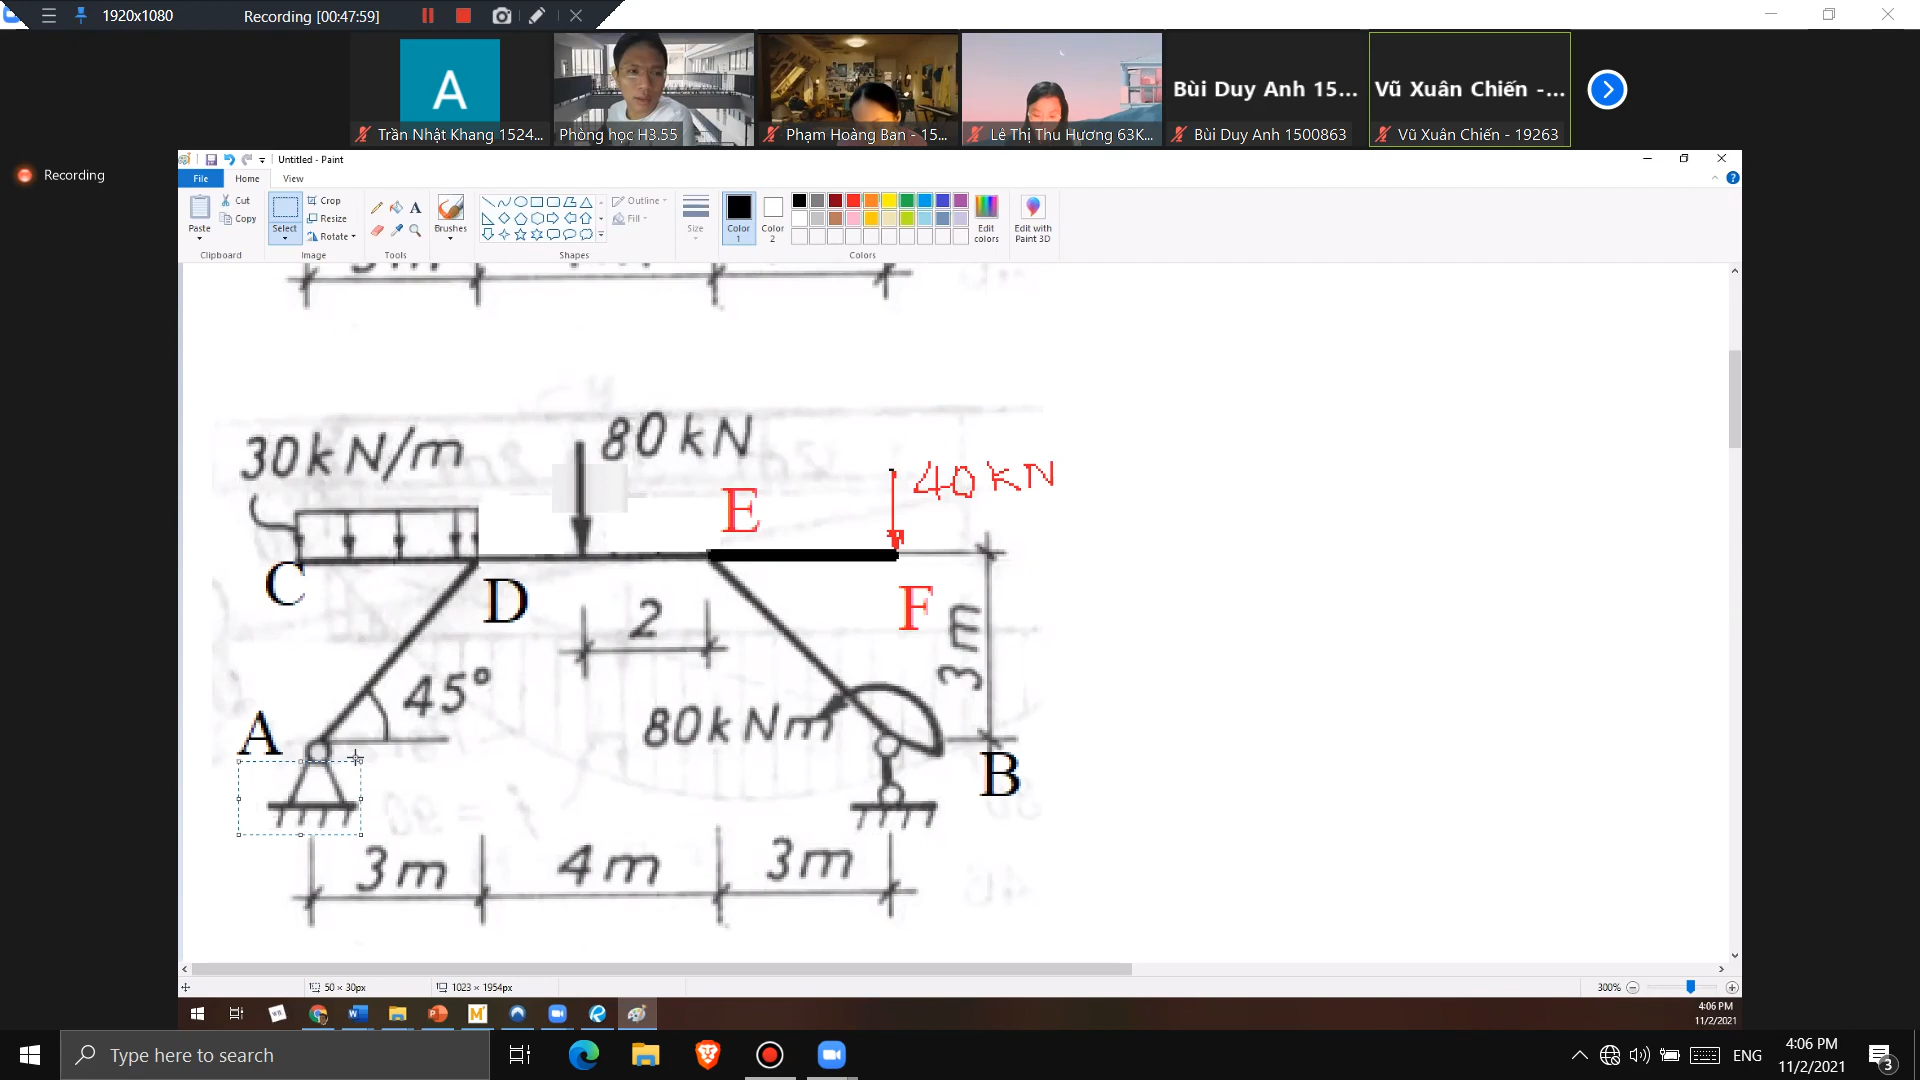 1920x1080
Recording [00:47:59]
A
Trần Nhật Khang 1524...
Phòng học H3.55
Phạm Hoàng Ban - 15...
Lê Thị Thu Hương 63K...
Bùi Duy Anh 15...
Bùi Duy Anh 1500863
Vũ Xuân Chiến -...
Vũ Xuân Chiến - 19263
Recording
Untitled - Paint
File
Home
View
Paste
Cut
Copy
Clipboard
Select
Crop
Resize
Rotate
Image
A
Tools
Brushes
Shapes
Outline
Fill
Size
Color 1
Color 2
Edit colors
Edit with Paint 3D
Colors
30kN/m
80kN
40kN
E
C
D
F
2
3m
45°
A
80kNm
B
3m
4m
3m
50 × 30px
1023 × 1954px
300%
4:06 PM
11/2/2021
Type here to search
ENG
4:06 PM
11/2/2021
3